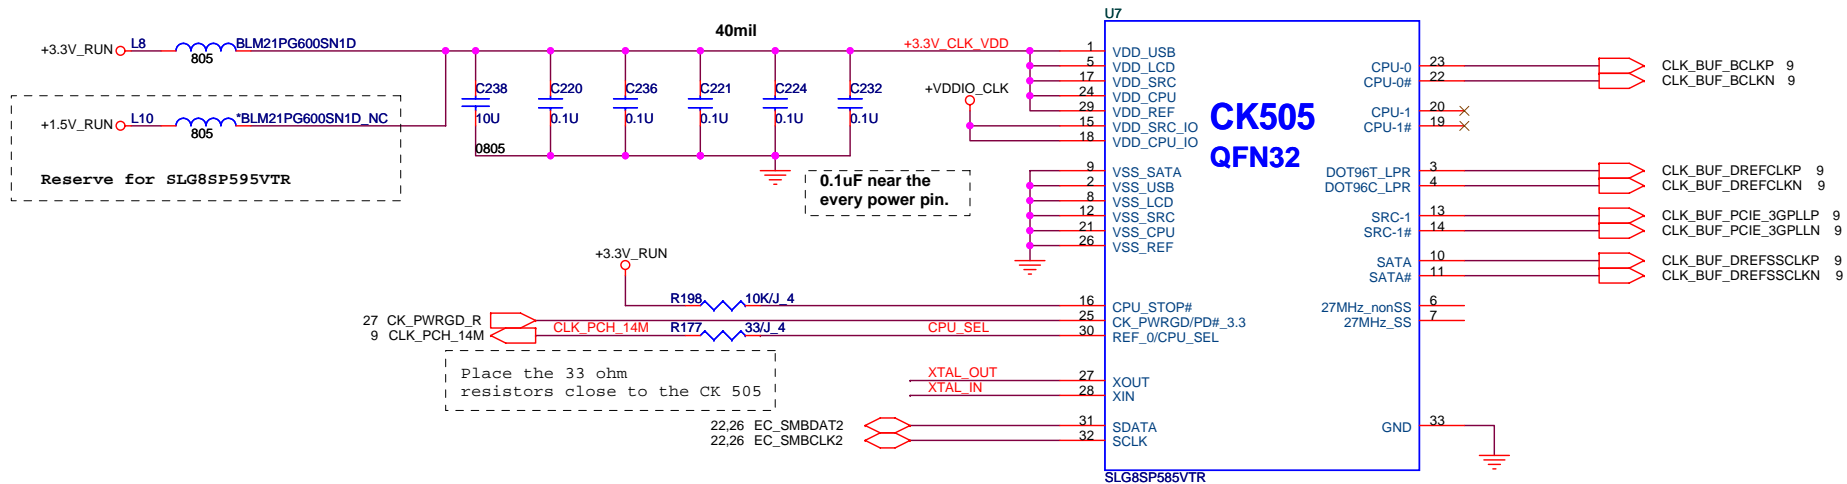 U7
40mil
+3.3V_RUN L8 BLM21PG600SN1D
805
+3.3V_CLK_VDD
+1.5V_RUN L10 *BLM21PG600SN1D_NC
805
Reserve for SLG8SP595VTR
C238 C220 C236 C221 C224 C232
10U 0.1U 0.1U 0.1U 0.1U 0.1U
0805
0.1uF near the
every power pin.
+VDDIO_CLK
1 VDD_USB
5 VDD_LCD
17 VDD_SRC
24 VDD_CPU
29 VDD_REF
15 VDD_SRC_IO
18 VDD_CPU_IO
9 VSS_SATA
2 VSS_USB
8 VSS_LCD
12 VSS_SRC
21 VSS_CPU
26 VSS_REF
CK505
QFN32
+3.3V_RUN
R198 10K/J_4 16 CPU_STOP#
27 CK_PWRGD_R 25 CK_PWRGD/PD#_3.3
9 CLK_PCH_14M CLK_PCH_14M R177 33/J_4 CPU_SEL 30 REF_0/CPU_SEL
Place the 33 ohm
resistors close to the CK 505
XTAL_OUT 27 XOUT
XTAL_IN 28 XIN
22,26 EC_SMBDAT2 31 SDATA
22,26 EC_SMBCLK2 32 SCLK
CPU-0 23 CLK_BUF_BCLKP 9
CPU-0# 22 CLK_BUF_BCLKN 9
CPU-1 20
CPU-1# 19
DOT96T_LPR 3 CLK_BUF_DREFCLKP 9
DOT96C_LPR 4 CLK_BUF_DREFCLKN 9
SRC-1 13 CLK_BUF_PCIE_3GPLLP 9
SRC-1# 14 CLK_BUF_PCIE_3GPLLN 9
SATA 10 CLK_BUF_DREFSSCLKP 9
SATA# 11 CLK_BUF_DREFSSCLKN 9
27MHz_nonSS 6
27MHz_SS 7
GND 33
SLG8SP585VTR